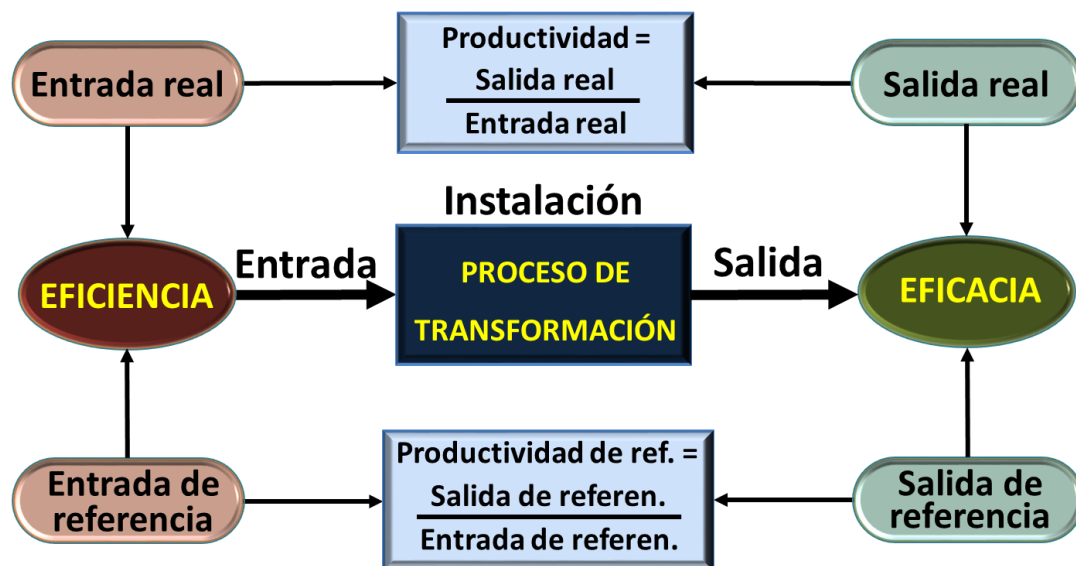 Entrada real
Productividad =
Salida real
Entrada real
Salida real
Instalación
EFICIENCIA
Entrada
PROCESO DE
TRANSFORMACIÓN
Salida
EFICACIA
Entrada de
referencia
Productividad de ref. =
Salida de referen.
Entrada de referen.
Salida de
referencia